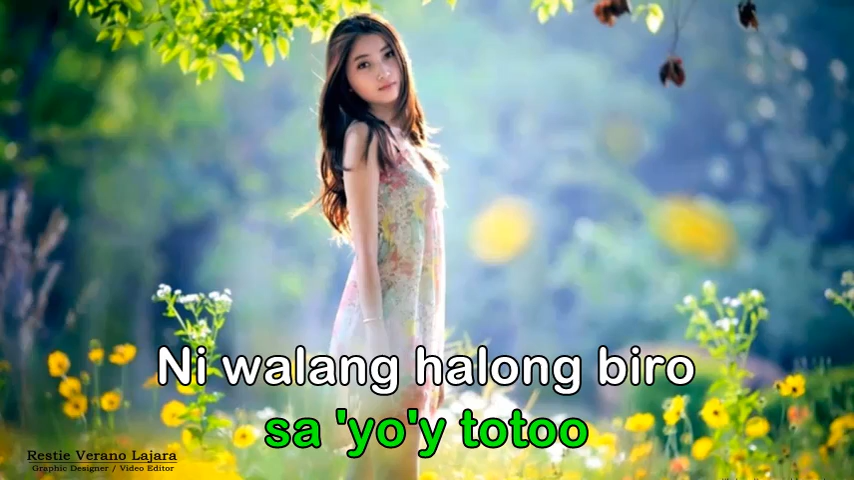 Ni walang halong biro
sa 'yo'y totoo
Restie Verano Lajara
Graphic Designer / Video Editor